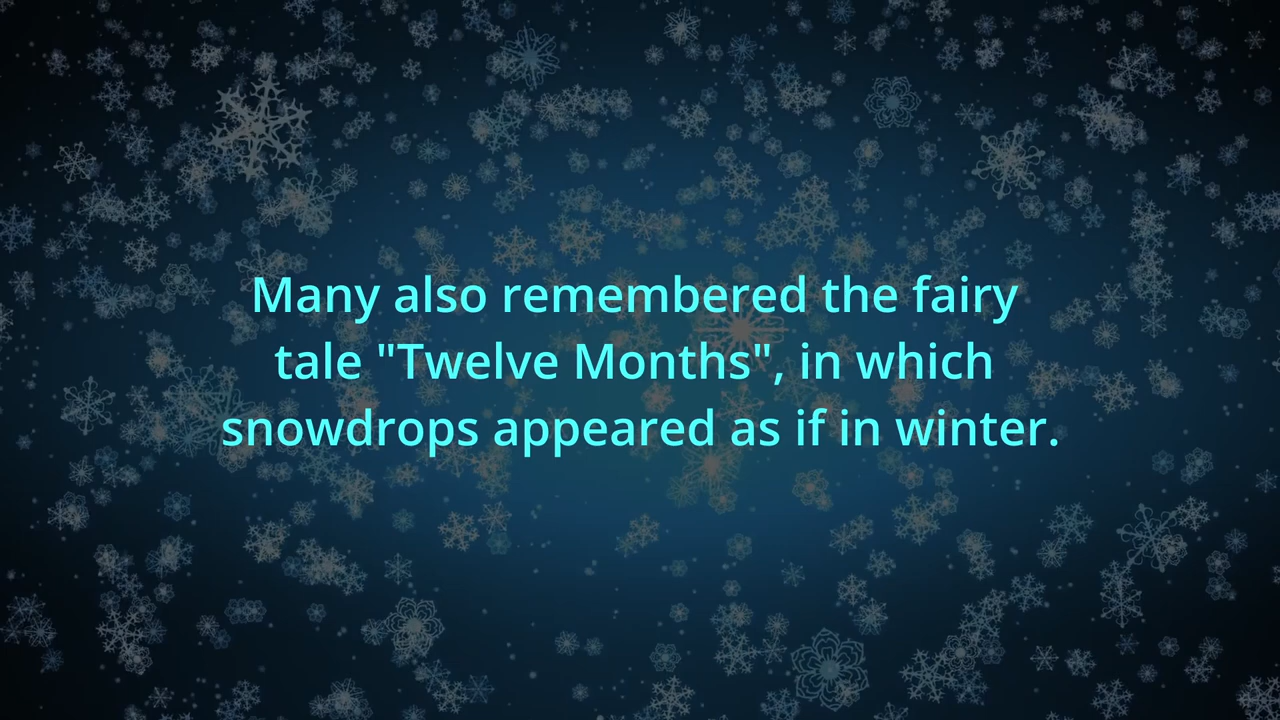 Many also remembered the fairy
tale "Twelve Months", in which
snowdrops appeared as if in winter.